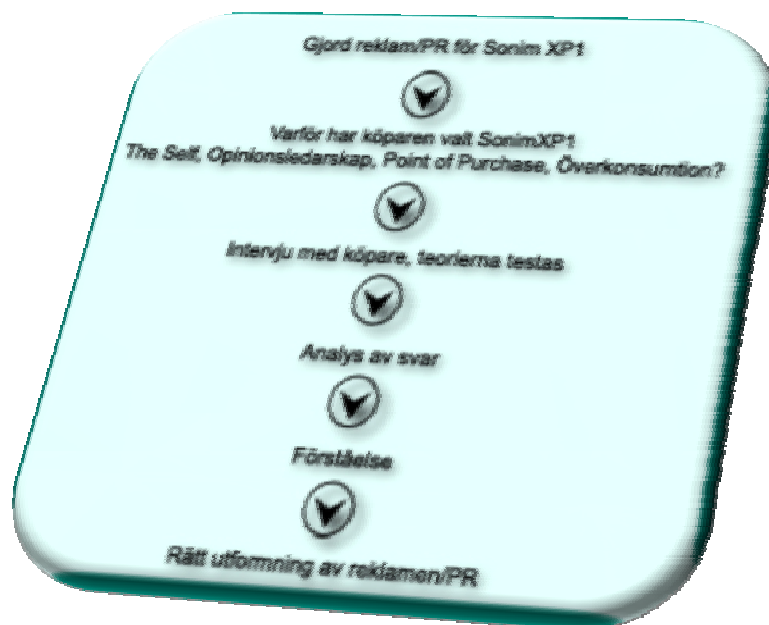 Gjord reklam/PR för Sonim XP1
Varför har köparen valt SonimXP1
The Self, Opinionsledarskap, Point of Purchase, Överkonsumtion?
Intervju med köpare, teorierna testas
Analys av svar
Förståelse
Rätt utformning av reklamen/PR